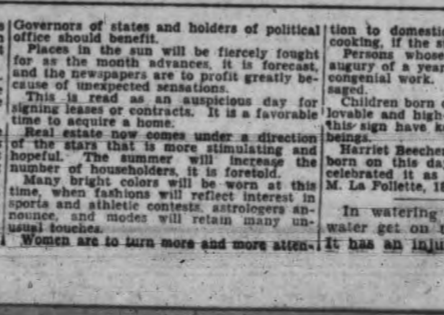 Governors of states and holders of political
office should benefit.
Places in the sun will be fiercely fought
for as the month advances, it is forecast,
and the newspapers are to profit greatly be-
cause of unexpected sensations.
This is read as an auspicious day for
signing leases or contracts. It is a favorable
time to acquire a home.
Real estate now comes under a direction
of the stars that is more stimulating and
hopeful. The summer will increase the
number of householders, it is foretold.
Many bright colors will be worn at this
time, when fashions will reflect interest in
sports and athletic contests, astrologers an-
nounce, and modes will retain many un-
usual touches.
Women are to turn more and more atten-
tion to domestic
cooking, if the s
Persons whose
augury of a year
congenial work.
saged.
Children born
lovable and high-
this sign have
beings.
Harriet Beecher
born on this da
celebrated it as
M. La Follette,
In watering
water get on
It has an inju